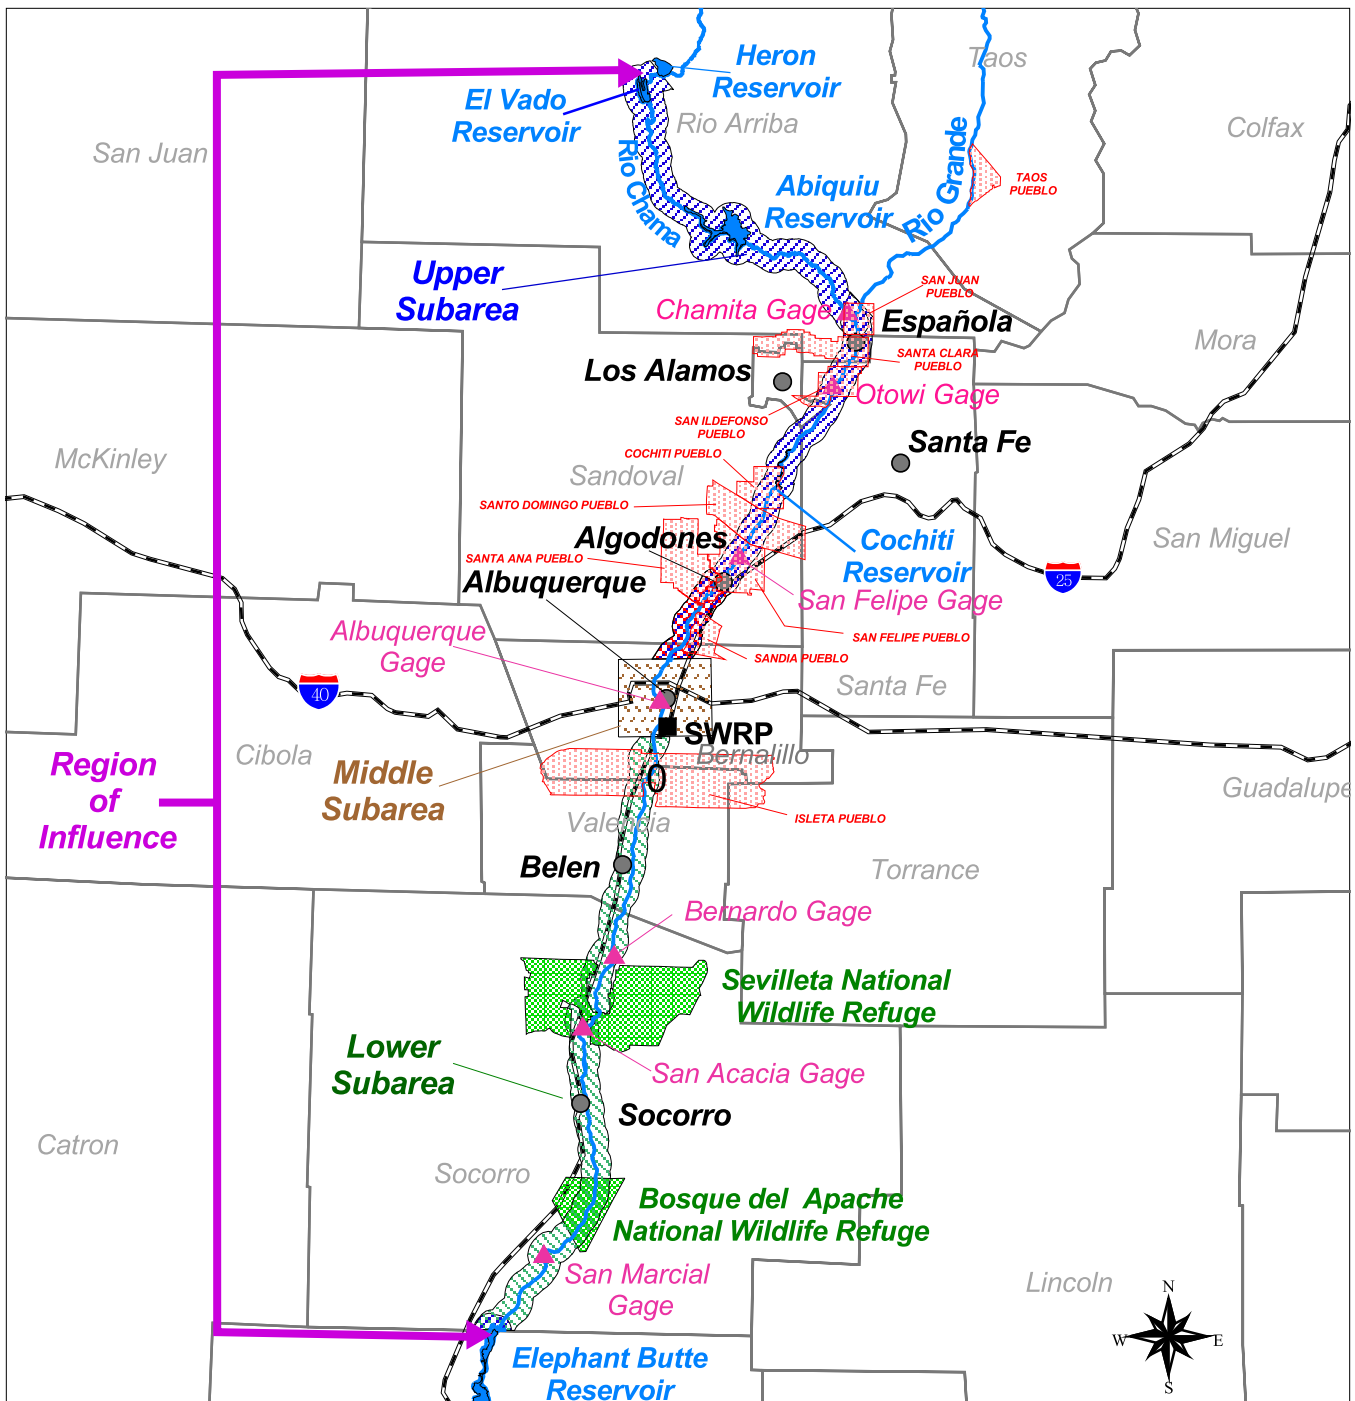 Heron
Reservoir
Taos
El Vado
Reservoir
Rio Arriba
Colfax
San Juan
Rio Chama
Rio Grande
TAOS
PUEBLO
Abiquiu
Reservoir
Upper
Subarea
SAN JUAN
PUEBLO
Chamita Gage
Española
Mora
SANTA CLARA
PUEBLO
Los Alamos
Otowi Gage
SAN ILDEFONSO
PUEBLO
Santa Fe
COCHITI PUEBLO
McKinley
Sandoval
SANTO DOMINGO PUEBLO
Algodones
Cochiti
Reservoir
San Miguel
SANTA ANA PUEBLO
Albuquerque
25
San Felipe Gage
Albuquerque
Gage
SAN FELIPE PUEBLO
SANDIA PUEBLO
40
Santa Fe
SWRP
Bernalillo
Cibola
Region
of
Influence
Middle
Subarea
0
Guadalupe
Valencia
ISLETA PUEBLO
Belen
Torrance
Bernardo Gage
Sevilleta National
Wildlife Refuge
Lower
Subarea
San Acacia Gage
Socorro
Catron
Socorro
Bosque del Apache
National Wildlife Refuge
San Marcial
Gage
Lincoln
N
W
E
S
Elephant Butte
Reservoir